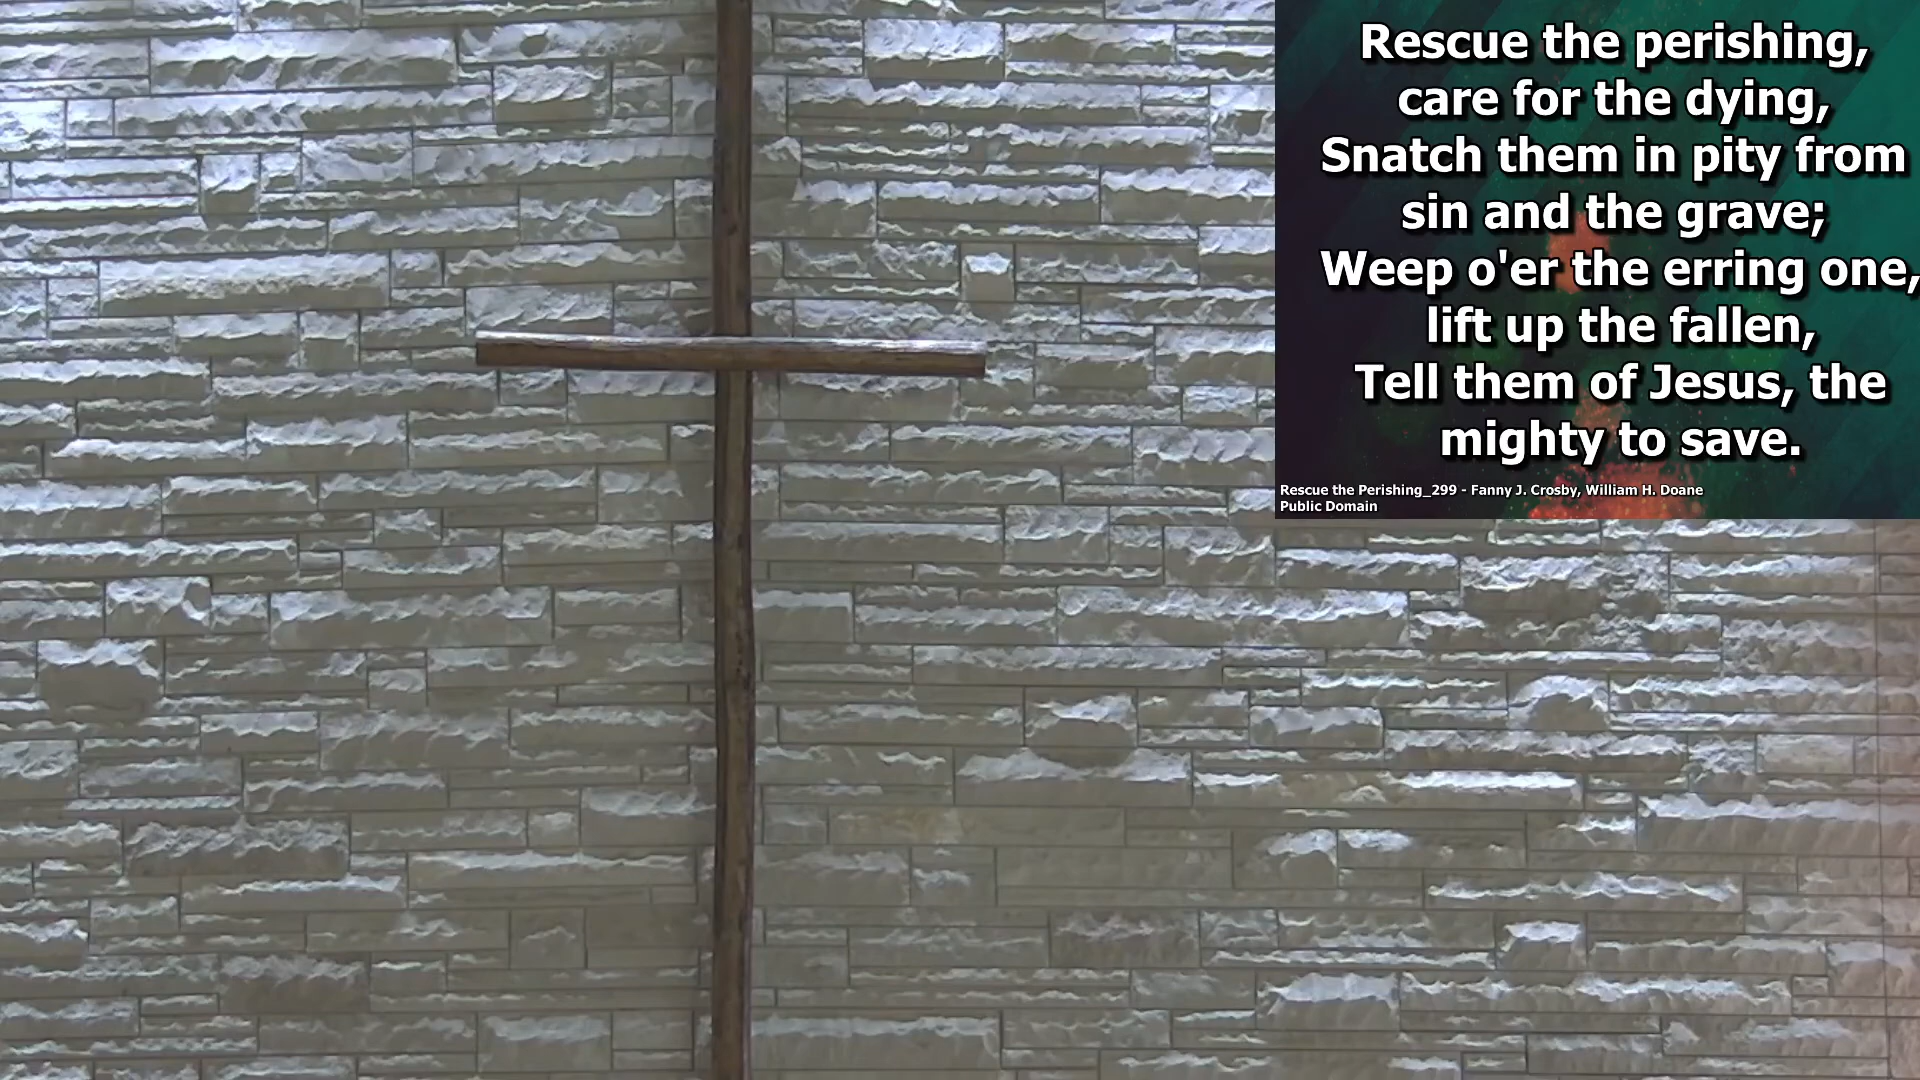 Rescue the perishing,
care for the dying,
Snatch them in pity from
sin and the grave;
Weep o'er the erring one,
lift up the fallen,
Tell them of Jesus, the
mighty to save.
Rescue the Perishing_299 - Fanny J. Crosby, William H. Doane
Public Domain